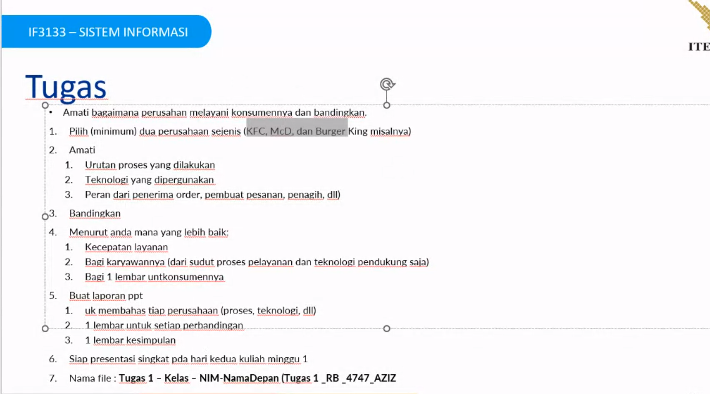 IF3133 – SISTEM INFORMASI
ITE
Tugas
• Amati bagaimana perusahan melayani konsumennya dan bandingkan.
1. Pilih (minimum) dua perusahaan sejenis (KFC, McD, dan Burger King misalnya)
2. Amati
1. Urutan proses yang dilakukan
2. Teknologi yang dipergunakan
3. Peran dari penerima order, pembuat pesanan, penagih, dll)
3. Bandingkan
4. Menurut anda mana yang lebih baik:
1. Kecepatan layanan
2. Bagi karyawannya (dari sudut proses pelayanan dan teknologi pendukung saja)
3. Bagi 1 lembar untkonsumennya
5. Buat laporan ppt
1. uk membahas tiap perusahaan (proses, teknologi, dll)
2. 1 lembar untuk setiap perbandingan
3. 1 lembar kesimpulan
6. Siap presentasi singkat pda hari kedua kuliah minggu 1
7. Nama file : Tugas 1 – Kelas – NIM-NamaDepan (Tugas 1 _RB _4747_AZIZ